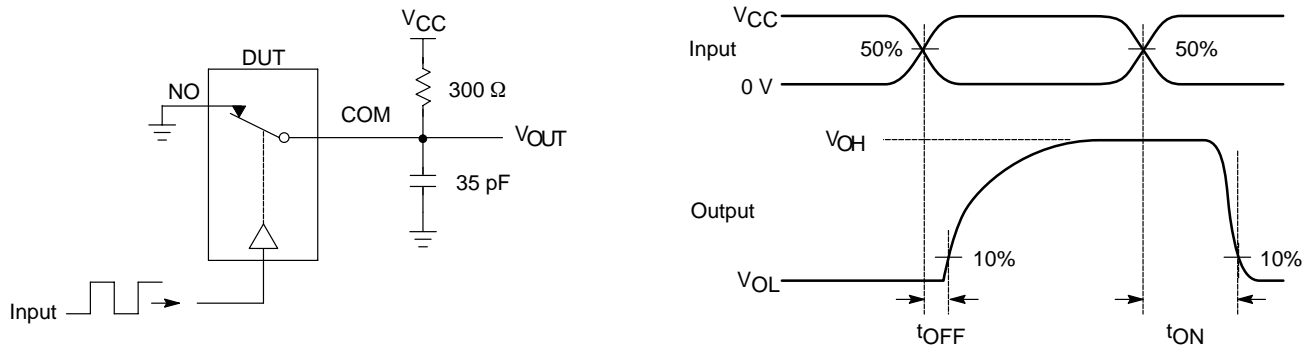 VCC
DUT
NO
300 Ω
COM
VOUT
35 pF
Input
VCC
Input
50%
50%
0 V
VOH
Output
10%
10%
VOL
tOFF
tON